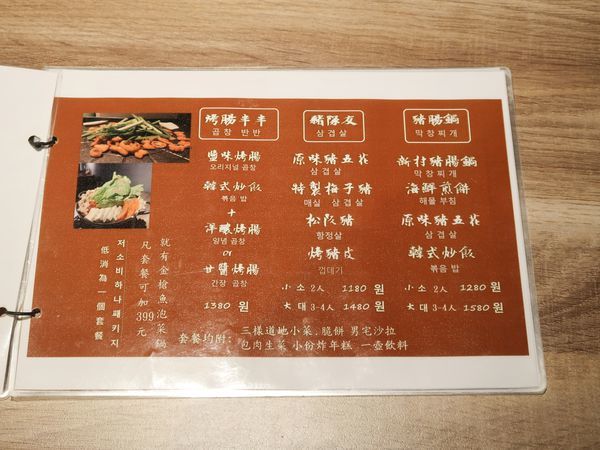 烤腸半半
곱창 반반
鹽味烤腸
오리지널 곱창
韓式炒飯
볶음 밥
+
洋釀烤腸
양념 곱창
or
甘醬烤腸
간장 곱창
1380 원
豬隊友
삼겹살
原味豬五花
삼겹살
特製梅子豬
매실 삼겹살
松阪豬
항정살
烤豬皮
껍데기
小 2人 1180 원
大 3-4人 1480 원
豬腸鍋
막창찌개
新村豬腸鍋
막창찌개
海鮮煎餅
해물 부침
原味豬五花
삼겹살
韓式炒飯
볶음 밥
小 2人 1280 원
大 3-4人 1580 원
套餐均附:
三樣道地小菜.脆餅 男宅沙拉
包肉生菜 小份炸年糕 一壺飲料
就有金槍魚泡菜鍋
凡套餐可加399元
저소비하나패키지
低消為一個套餐